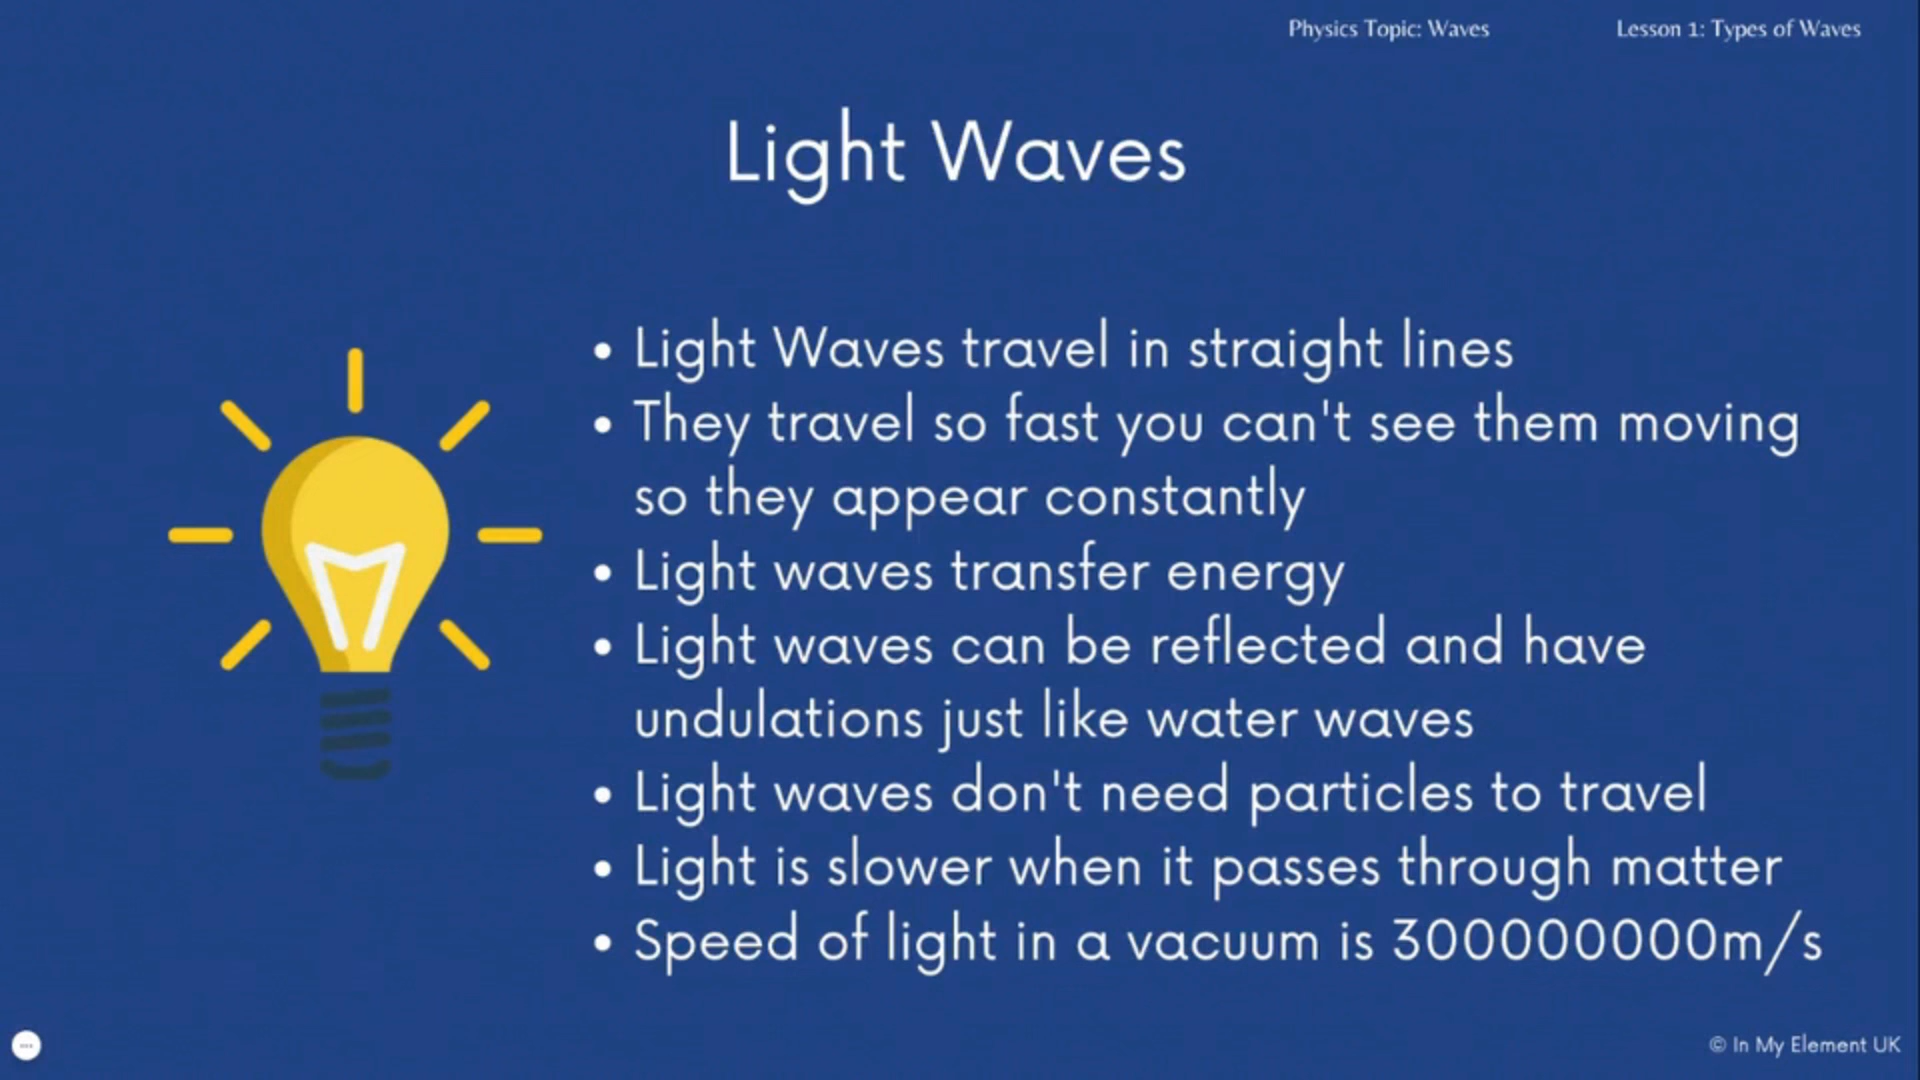 Physics Topic: Waves
Lesson 1: Types of Waves
Light Waves
• Light Waves travel in straight lines
• They travel so fast you can't see them moving
so they appear constantly
• Light waves transfer energy
• Light waves can be reflected and have
undulations just like water waves
• Light waves don't need particles to travel
• Light is slower when it passes through matter
• Speed of light in a vacuum is 300000000m/s
© In My Element UK